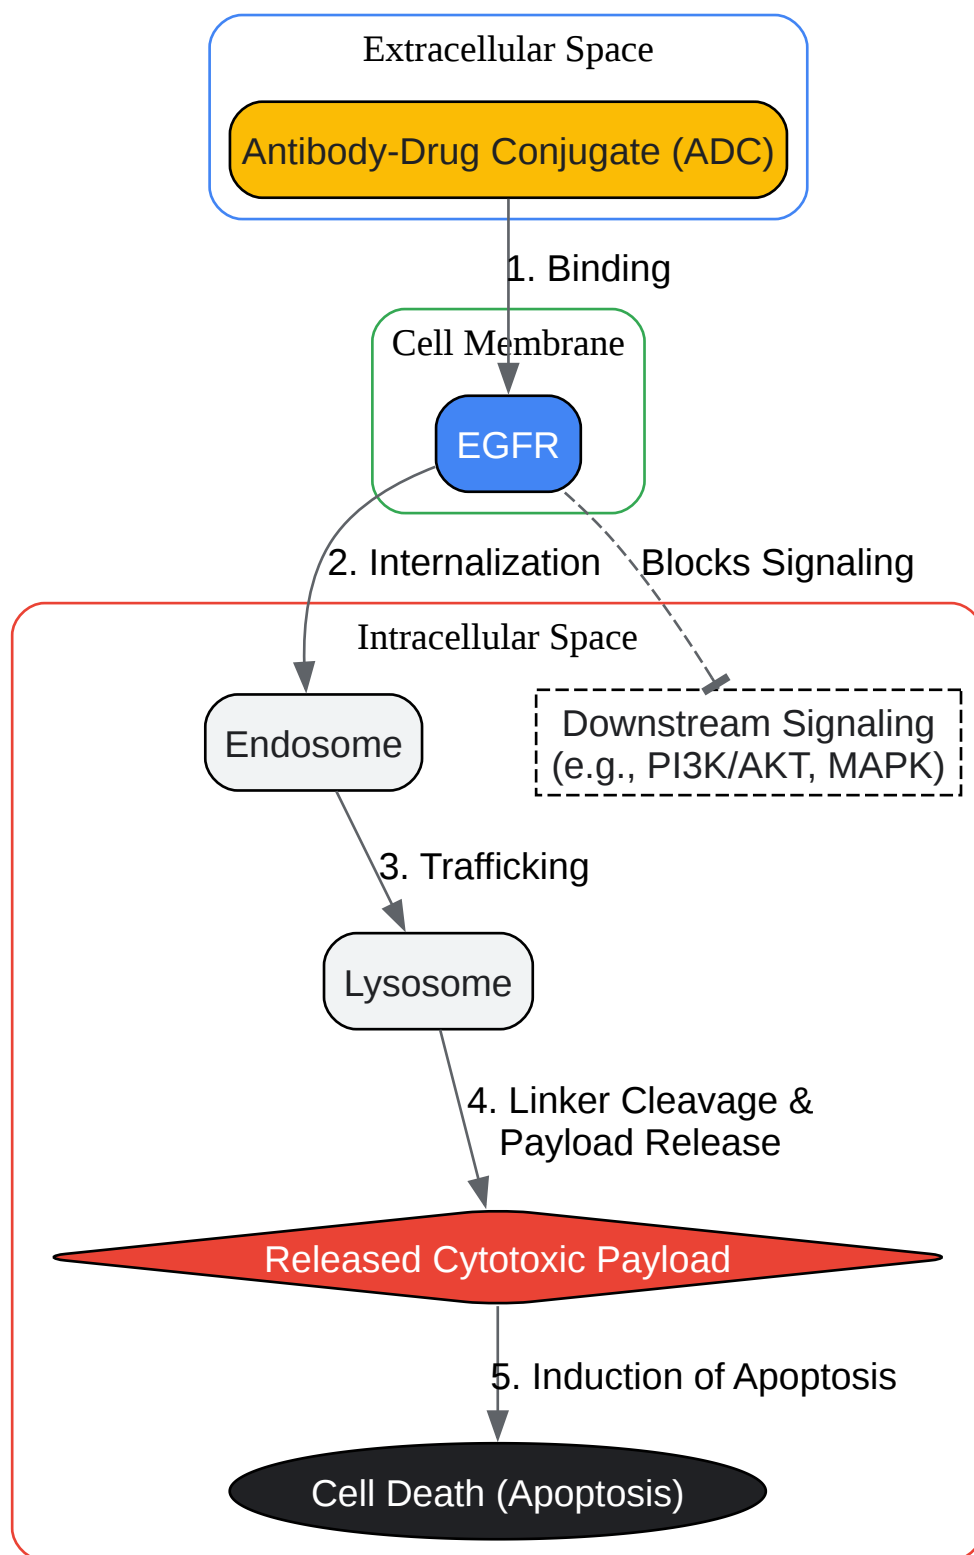 Extracellular Space
Antibody-Drug Conjugate (ADC)
1. Binding
Cell Membrane
EGFR
2. Internalization
Blocks Signaling
Intracellular Space
Endosome
Downstream Signaling
(e.g., PI3K/AKT, MAPK)
3. Trafficking
Lysosome
4. Linker Cleavage &
Payload Release
Released Cytotoxic Payload
5. Induction of Apoptosis
Cell Death (Apoptosis)